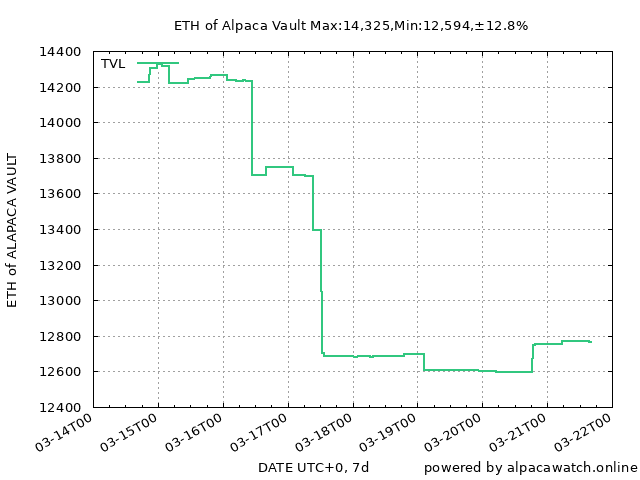 ETH of Alpaca Vault Max:14,325,Min:12,594,±12.8%
TVL
14400
14200
14000
13800
13600
13400
13200
13000
12800
12600
12400
ETH of ALAPACA VAULT
03-14T00
03-15T00
03-16T00
03-17T00
03-18T00
03-19T00
03-20T00
03-21T00
03-22T00
DATE UTC+0, 7d
powered by alpacawatch.online